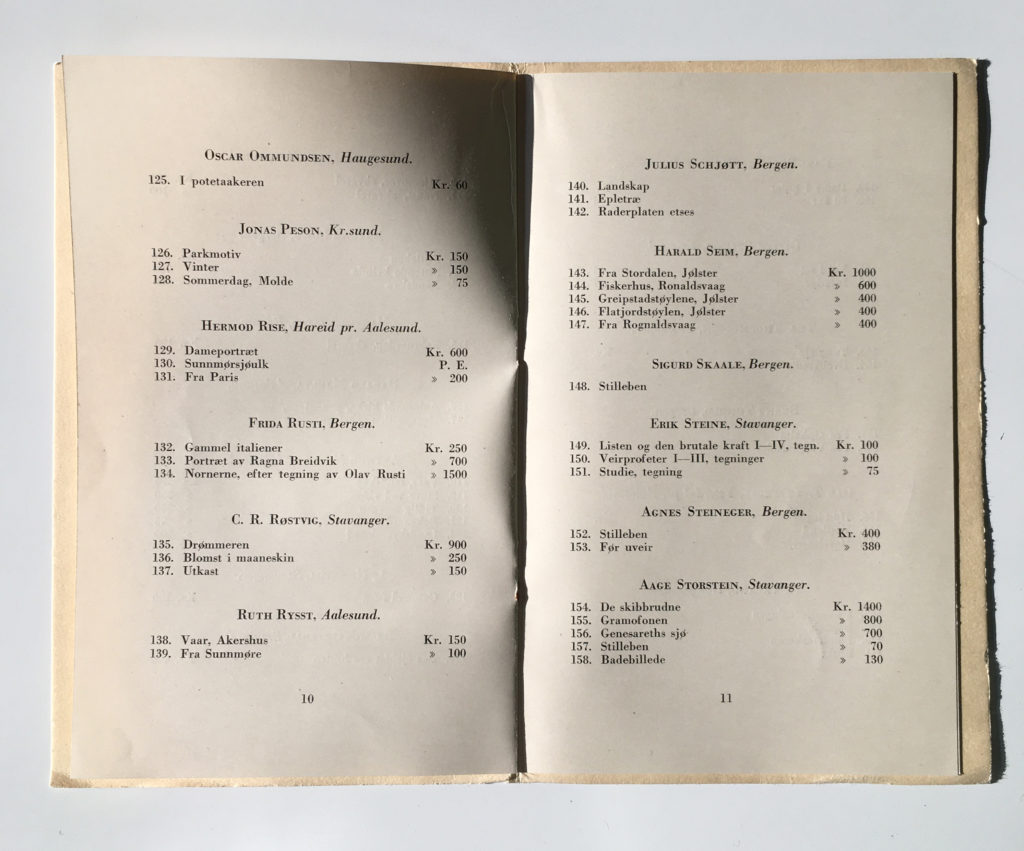 OSCAR OMMUNDSEN, Haugesund.
125. I potetaakeren Kr. 60
JONAS PESON, Kr.sund.
126. Parkmotiv Kr. 150
127. Vinter » 150
128. Sommerdag, Molde » 75
HERMOD RISE, Hareid pr. Aalesund.
129. Dameportræt Kr. 600
130. Sunnmørsjøulk P. E.
131. Fra Paris » 200
FRIDA RUSTI, Bergen.
132. Gammel italiener Kr. 250
133. Portræt av Ragna Breidvik » 700
134. Nornerne, efter tegning av Olav Rusti » 1500
C. R. RØSTVIG, Stavanger.
135. Drømmeren Kr. 900
136. Blomst i maaneskin » 250
137. Utkast » 150
RUTH RYSST, Aalesund.
138. Vaar, Akershus Kr. 150
139. Fra Sunnmøre » 100
10
JULIUS SCHJØTT, Bergen.
140. Landskap
141. Epletræ
142. Raderplaten etses
HARALD SEIM, Bergen.
143. Fra Stordalen, Jølster Kr. 1000
144. Fiskerhus, Ronaldsvaag » 600
145. Greipstadstøylene, Jølster » 400
146. Flatjordstøylen, Jølster » 400
147. Fra Rognaldsvaag » 400
SIGURD SKAALE, Bergen.
148. Stilleben
ERIK STEINE, Stavanger.
149. Listen og den brutale kraft I—IV, tegn. Kr. 100
150. Veirprofeter I—III, tegninger » 100
151. Studie, tegning » 75
AGNES STEINEGER, Bergen.
152. Stilleben Kr. 400
153. Før uveir » 380
AAGE STORSTEIN, Stavanger.
154. De skibbrudne Kr. 1400
155. Gramofonen » 800
156. Genesareths sjø » 700
157. Stilleben » 70
158. Badebillede » 130
11